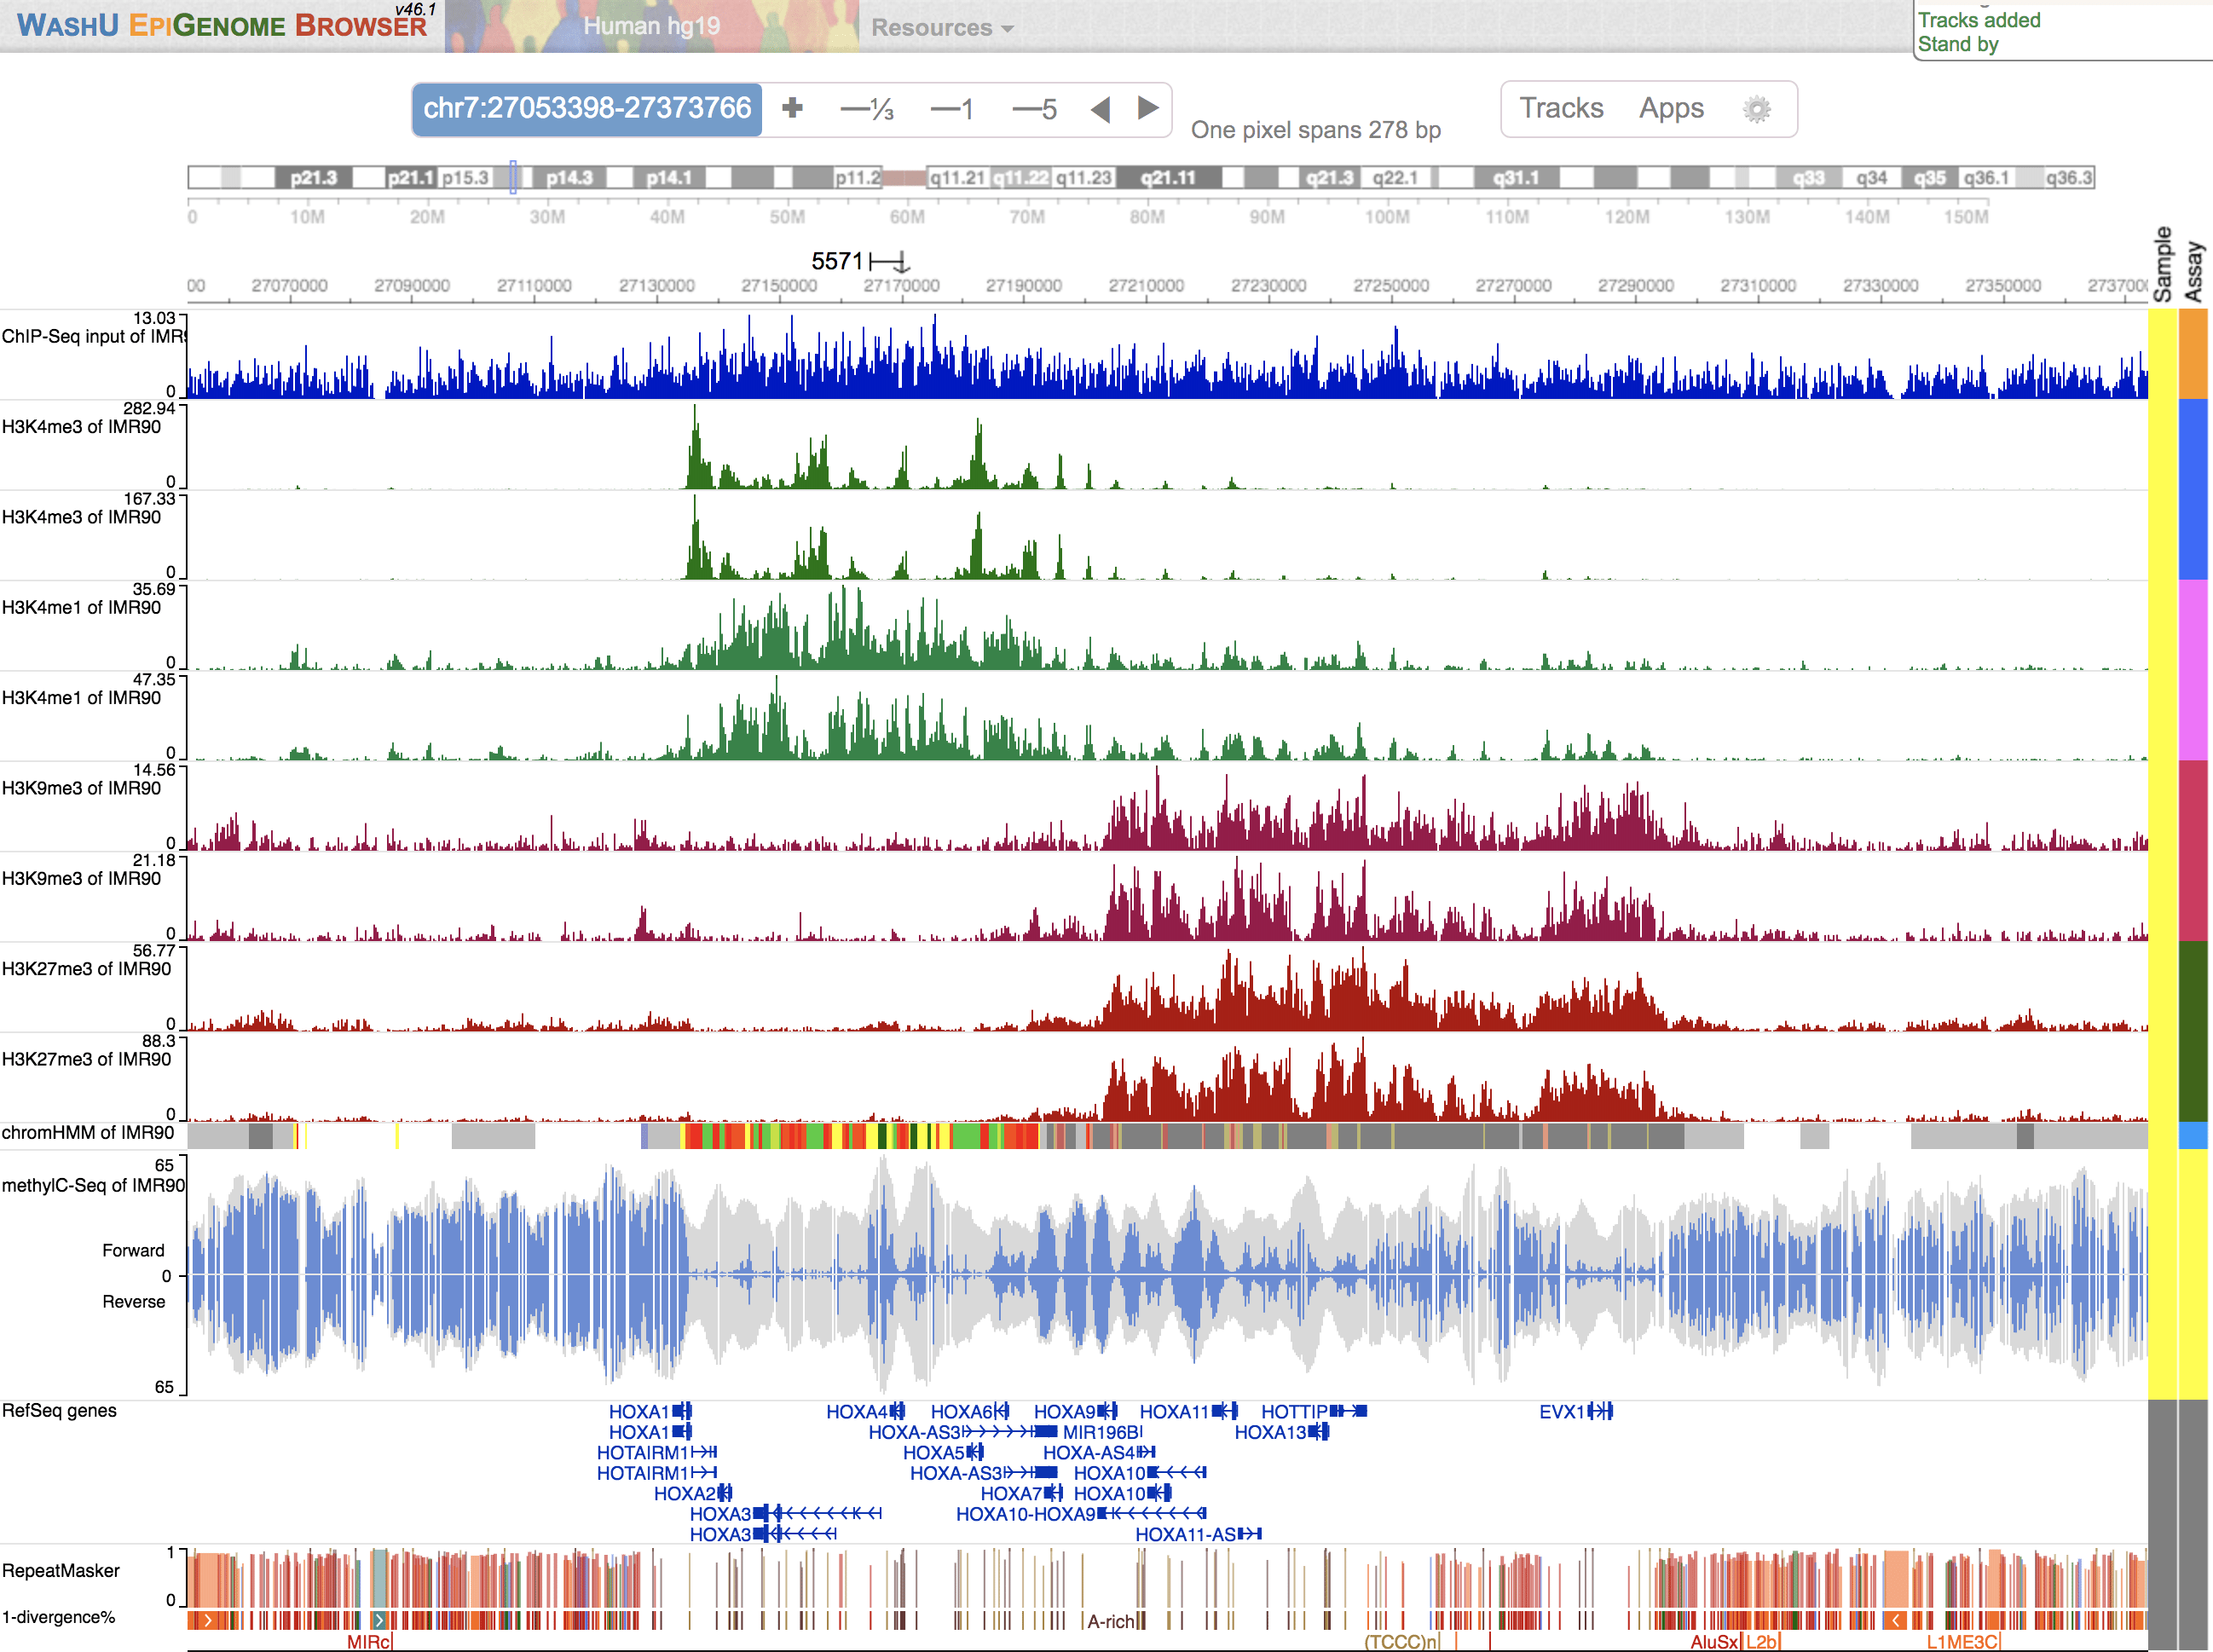 WASHU EPIGENOME BROWSER v46.1 Human hg19 Resources
Tracks added
Stand by
chr7:27053398-27373766 + —⅓ —1 —5 One pixel spans 278 bp Tracks Apps
p21.3 p21.1 p15.3 p14.3 p14.1 p11.2 q11.21 q11.22 q11.23 q21.11 q21.3 q22.1 q31.1 q33 q34 q35 q36.1 q36.3
0 10M 20M 30M 40M 50M 60M 70M 80M 90M 100M 110M 120M 130M 140M 150M
Sample Assay
5571
00 27070000 27090000 27110000 27130000 27150000 27170000 27190000 27210000 27230000 27250000 27270000 27290000 27310000 27330000 27350000 2737000
13.03
ChIP-Seq input of IMR9
0
282.94
H3K4me3 of IMR90
0
167.33
H3K4me3 of IMR90
0
35.69
H3K4me1 of IMR90
0
47.35
H3K4me1 of IMR90
0
14.56
H3K9me3 of IMR90
0
21.18
H3K9me3 of IMR90
0
56.77
H3K27me3 of IMR90
0
88.3
H3K27me3 of IMR90
0
chromHMM of IMR90
65
methylC-Seq of IMR90
Forward
0
Reverse
65
RefSeq genes HOXA1 HOXA4 HOXA6 HOXA9 HOXA11 HOTTIP EVX1
HOXA1 HOXA-AS3 MIR196B HOXA13
HOTAIRM1 HOXA5 HOXA-AS4
HOTAIRM1 HOXA-AS3 HOXA10
HOXA2 HOXA7 HOXA10
HOXA3 HOXA10-HOXA9
HOXA3 HOXA11-AS
1
RepeatMasker
0
1-divergence% A-rich
MIRc (TCCC)n AluSx L2b L1ME3C